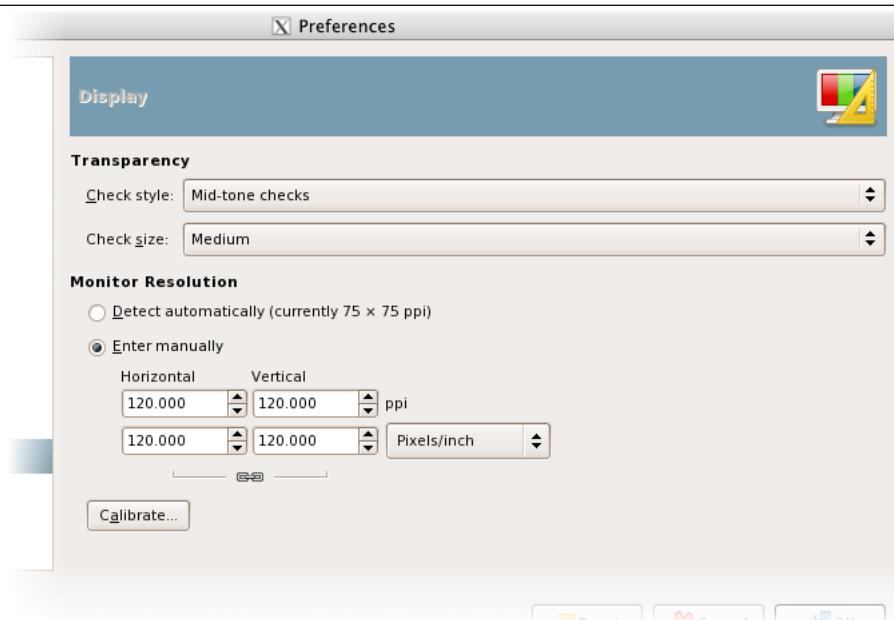 Preferences
Display
Transparency
Check style: Mid-tone checks
Check size: Medium
Monitor Resolution
Detect automatically (currently 75 × 75 ppi)
Enter manually
Horizontal Vertical
120.000 120.000 ppi
120.000 120.000 Pixels/inch
Calibrate...